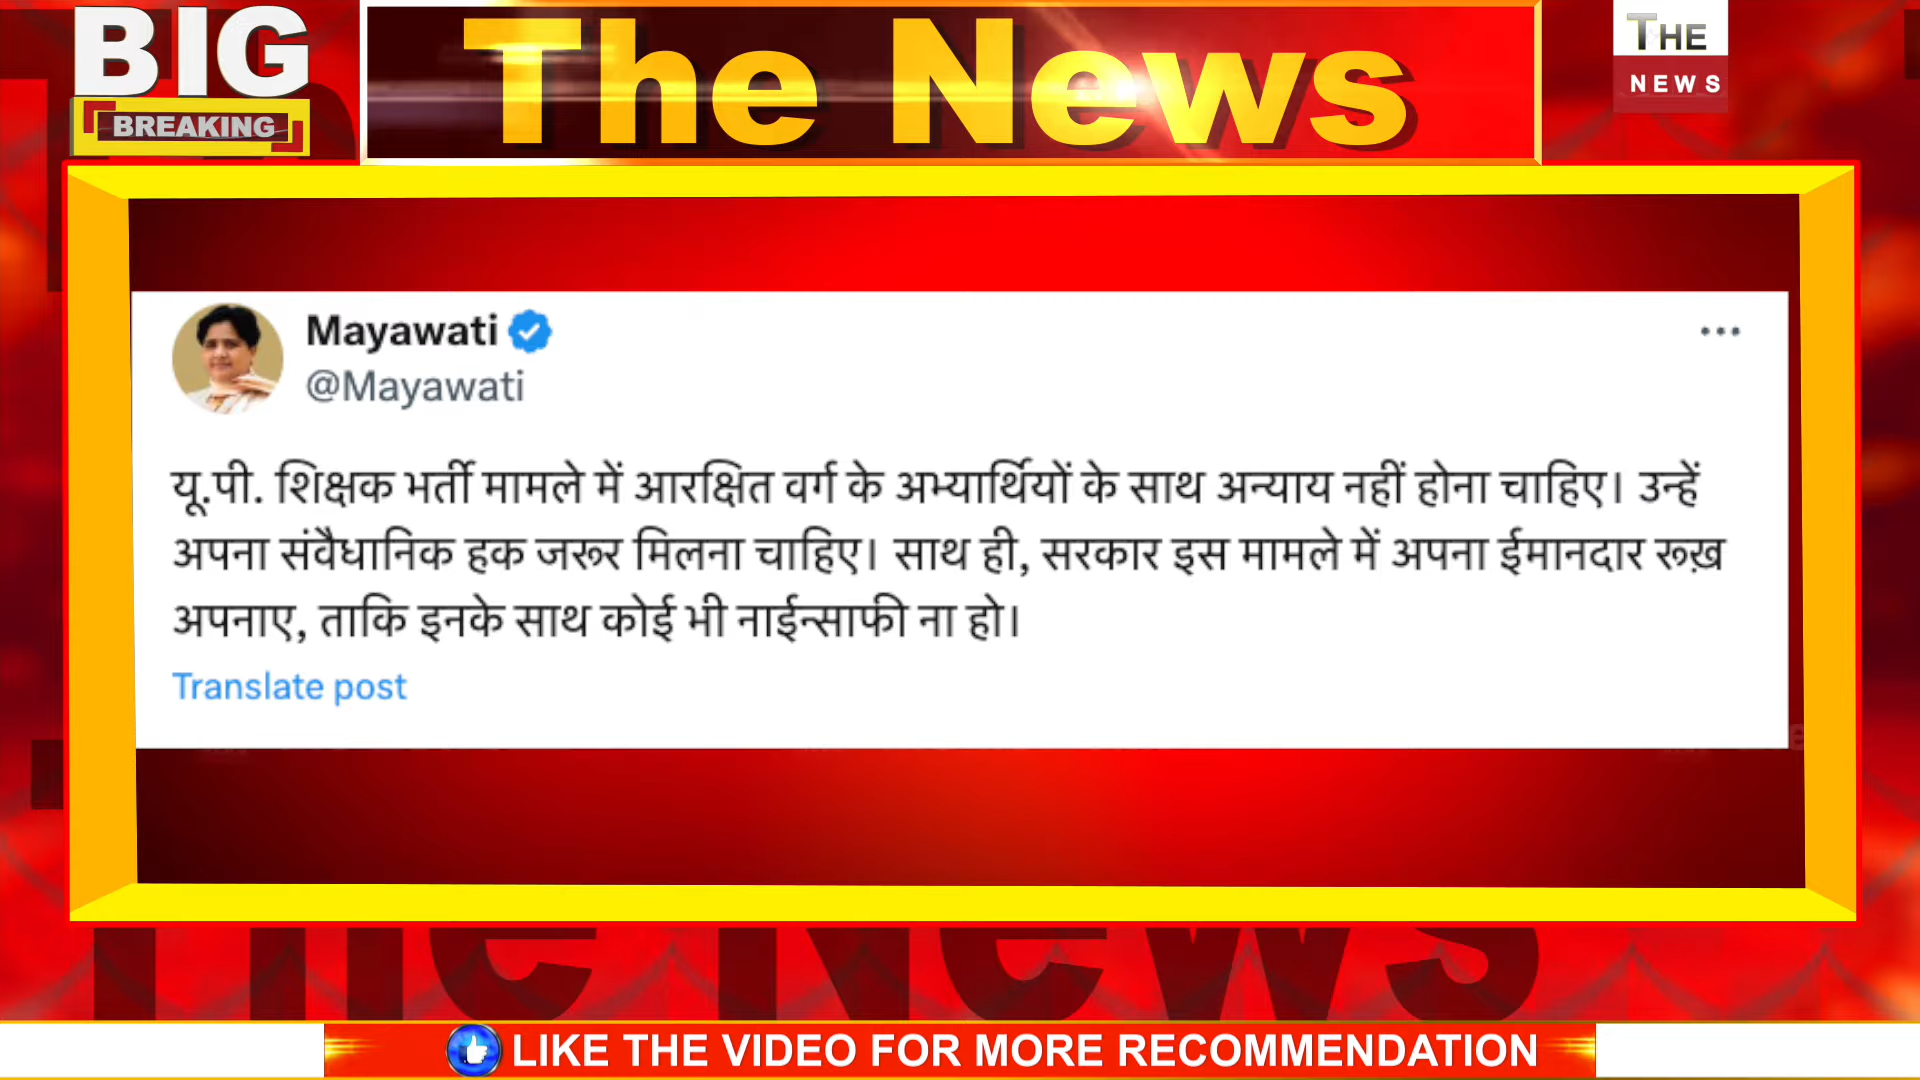 BIG
BREAKING
The News
THE
NEWS
Mayawati
@Mayawati
यू.पी. शिक्षक भर्ती मामले में आरक्षित वर्ग के अभ्यार्थियों के साथ अन्याय नहीं होना चाहिए। उन्हें
अपना संवैधानिक हक जरूर मिलना चाहिए। साथ ही, सरकार इस मामले में अपना ईमानदार रूख़
अपनाए, ताकि इनके साथ कोई भी नाईन्साफी ना हो।
Translate post
The News
LIKE THE VIDEO FOR MORE RECOMMENDATION